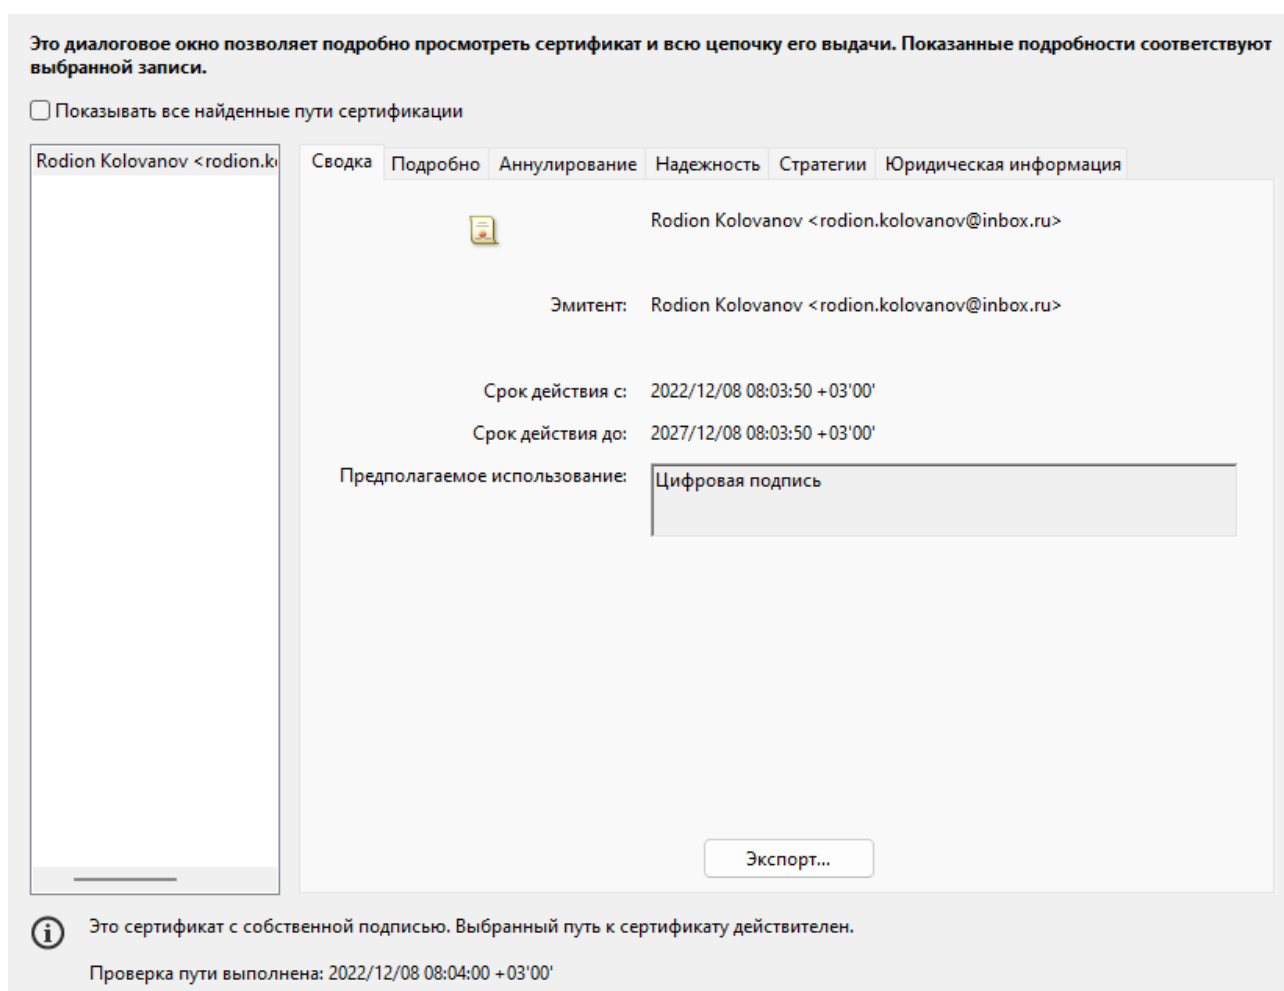 Это диалоговое окно позволяет подробно просмотреть сертификат и всю цепочку его выдачи. Показанные подробности соответствуют
выбранной записи.
Показывать все найденные пути сертификации
Rodion Kolovanov <rodion.k
Сводка Подробно Аннулирование Надежность Стратегии Юридическая информация
Rodion Kolovanov <rodion.kolovanov@inbox.ru>
Эмитент: Rodion Kolovanov <rodion.kolovanov@inbox.ru>
Срок действия с: 2022/12/08 08:03:50 +03'00'
Срок действия до: 2027/12/08 08:03:50 +03'00'
Предполагаемое использование: Цифровая подпись
Экспорт...
Это сертификат с собственной подписью. Выбранный путь к сертификату действителен.
Проверка пути выполнена: 2022/12/08 08:04:00 +03'00'